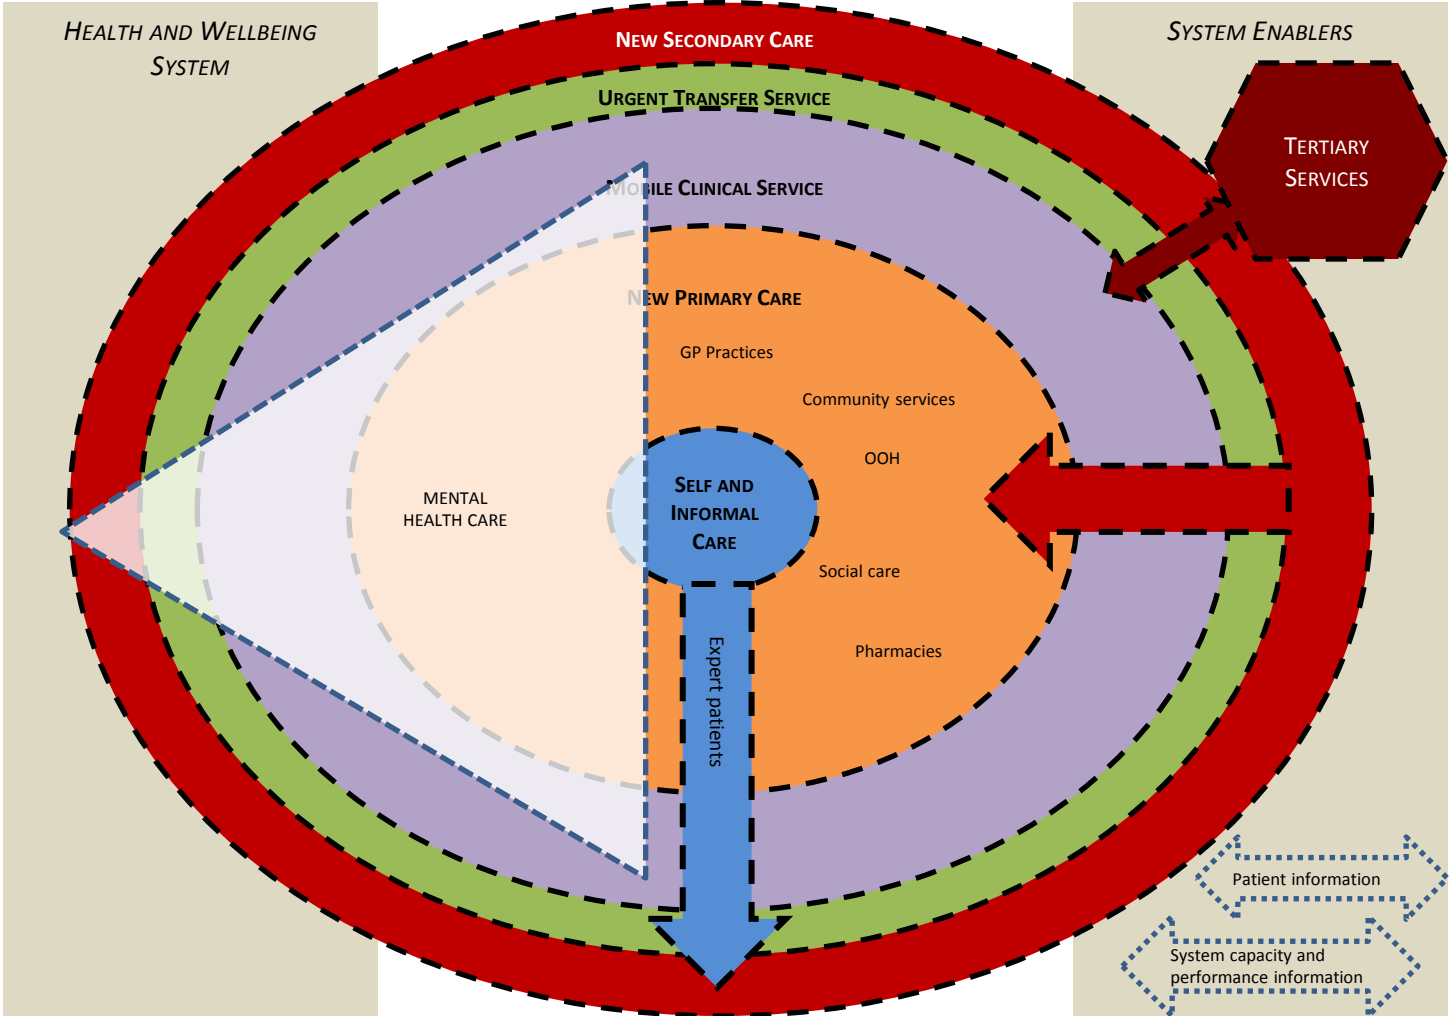 HEALTH AND WELLBEING
SYSTEM
NEW SECONDARY CARE
SYSTEM ENABLERS
URGENT TRANSFER SERVICE
TERTIARY
SERVICES
MOBILE CLINICAL SERVICE
NEW PRIMARY CARE
GP Practices
Community services
OOH
MENTAL
HEALTH CARE
SELF AND
INFORMAL
CARE
Social care
Expert patients
Pharmacies
Patient information
System capacity and
performance information